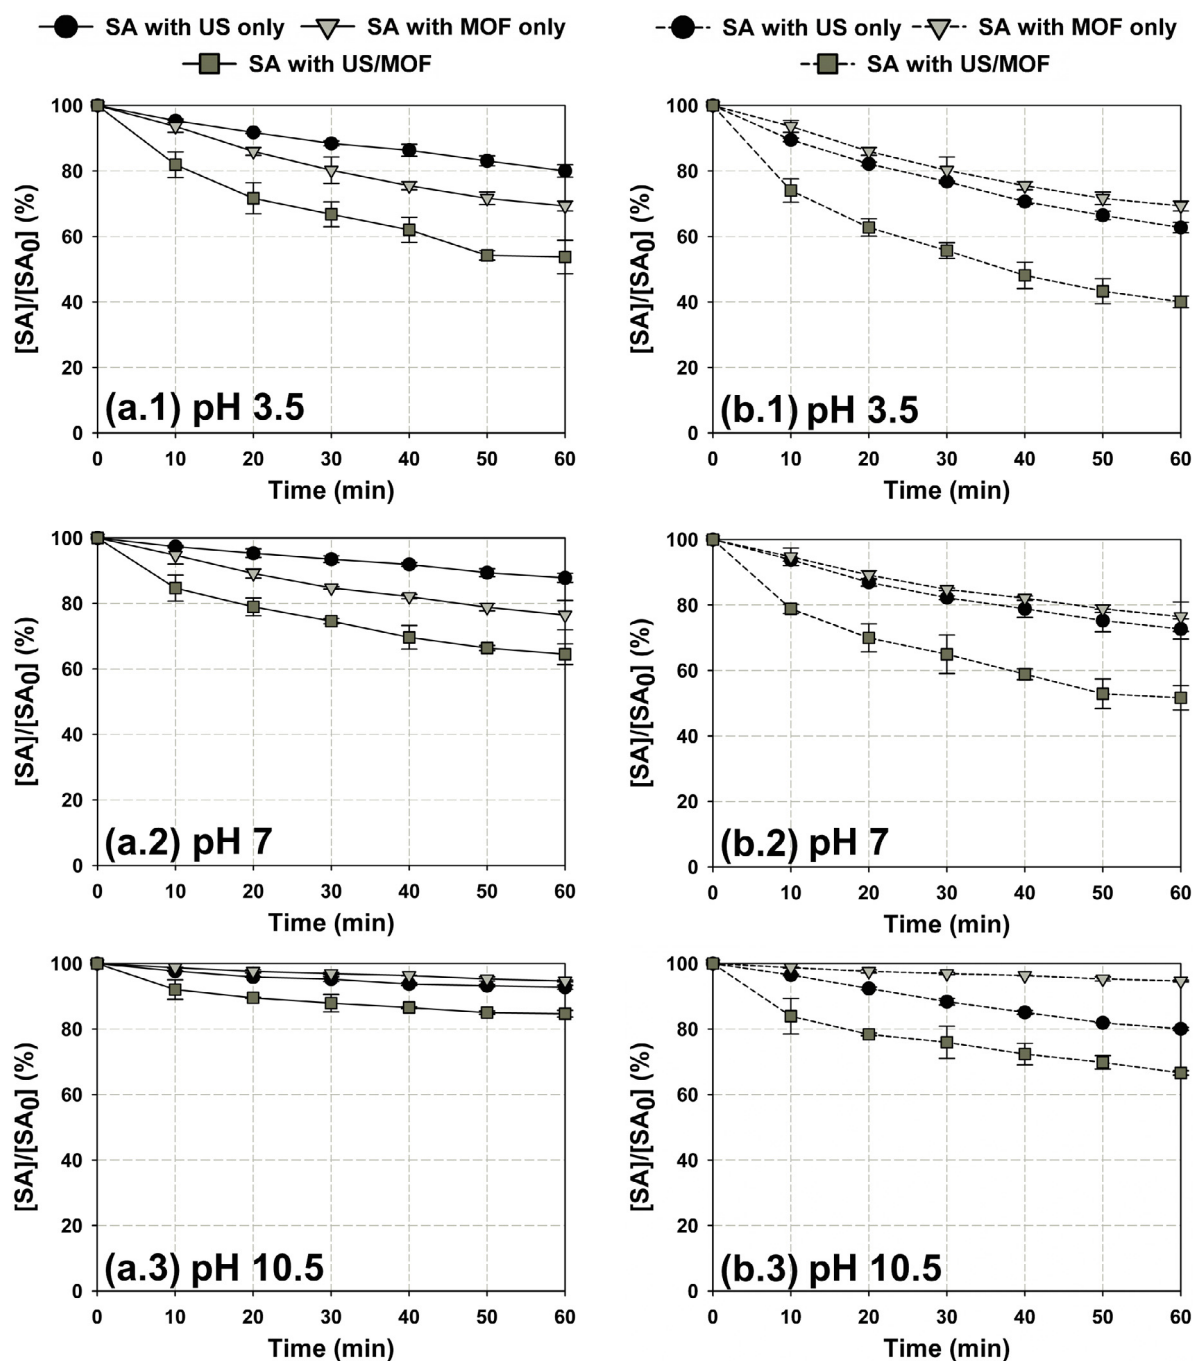 SA with US only SA with MOF only
SA with US/MOF
SA with US only SA with MOF only
SA with US/MOF
[SA]/[SA0] (%)
100
80
60
40
20
0
(a.1) pH 3.5
0 10 20 30 40 50 60
Time (min)
[SA]/[SA0] (%)
100
80
60
40
20
0
(b.1) pH 3.5
0 10 20 30 40 50 60
Time (min)
[SA]/[SA0] (%)
100
80
60
40
20
0
(a.2) pH 7
0 10 20 30 40 50 60
Time (min)
[SA]/[SA0] (%)
100
80
60
40
20
0
(b.2) pH 7
0 10 20 30 40 50 60
Time (min)
[SA]/[SA0] (%)
100
80
60
40
20
0
(a.3) pH 10.5
0 10 20 30 40 50 60
Time (min)
[SA]/[SA0] (%)
100
80
60
40
20
0
(b.3) pH 10.5
0 10 20 30 40 50 60
Time (min)